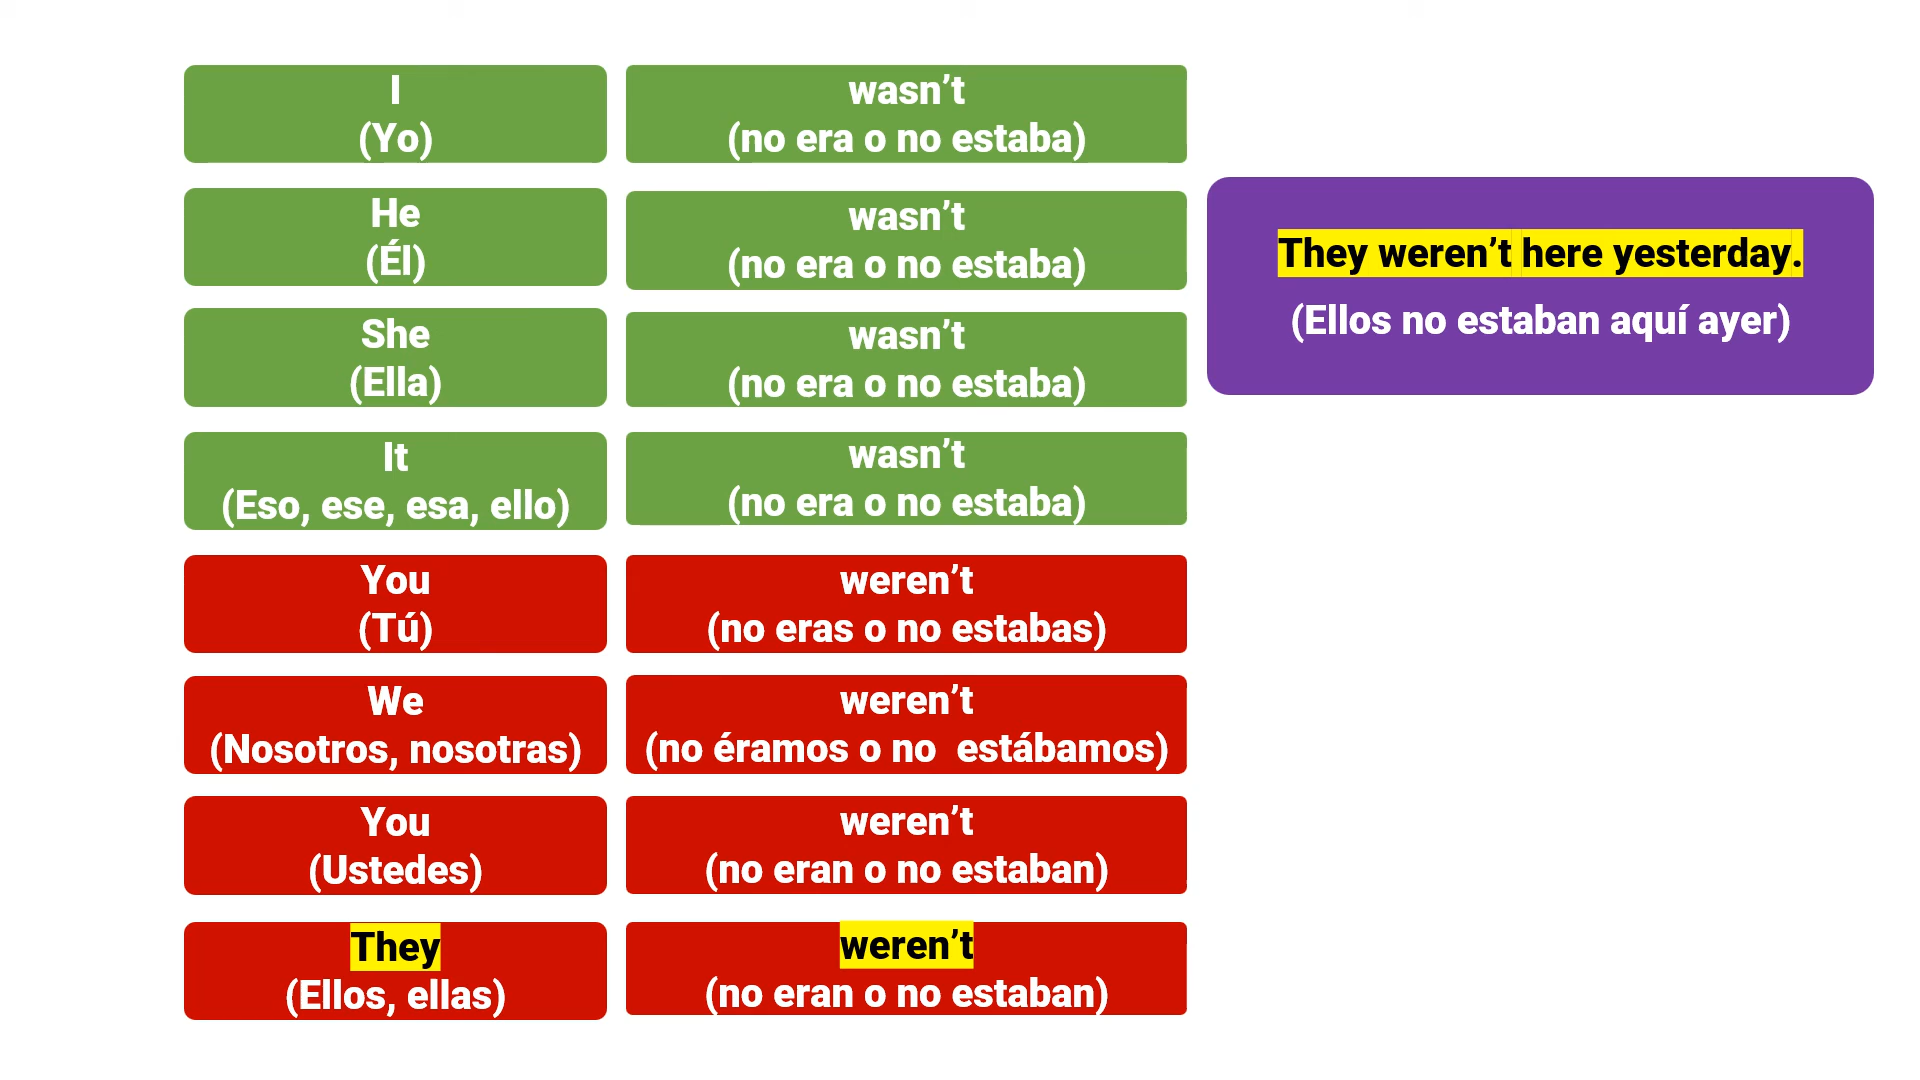 I
(Yo)
wasn’t
(no era o no estaba)
He
(Él)
wasn’t
(no era o no estaba)
She
(Ella)
wasn’t
(no era o no estaba)
It
(Eso, ese, esa, ello)
wasn’t
(no era o no estaba)
You
(Tú)
weren’t
(no eras o no estabas)
We
(Nosotros, nosotras)
weren’t
(no éramos o no  estábamos)
You
(Ustedes)
weren’t
(no eran o no estaban)
They
(Ellos, ellas)
weren’t
(no eran o no estaban)
They weren’t here yesterday.
(Ellos no estaban aquí ayer)